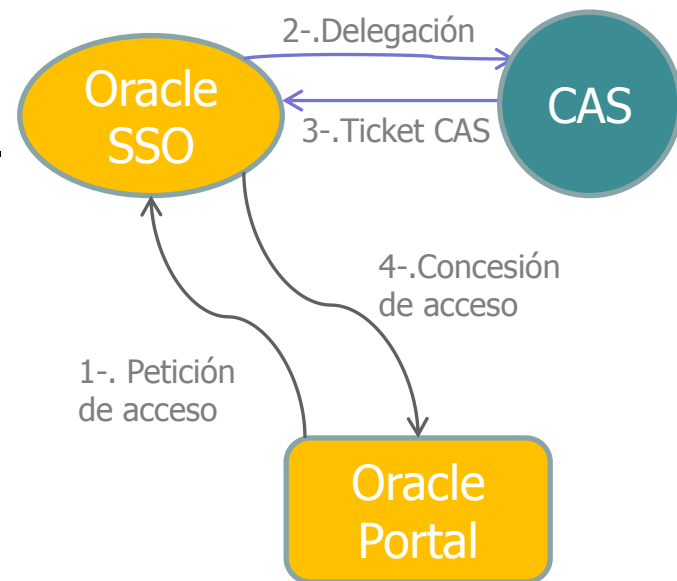 2-.Delegación
Oracle
SSO
CAS
3-.Ticket CAS
4-.Concesión
de acceso
1-. Petición
de acceso
Oracle
Portal